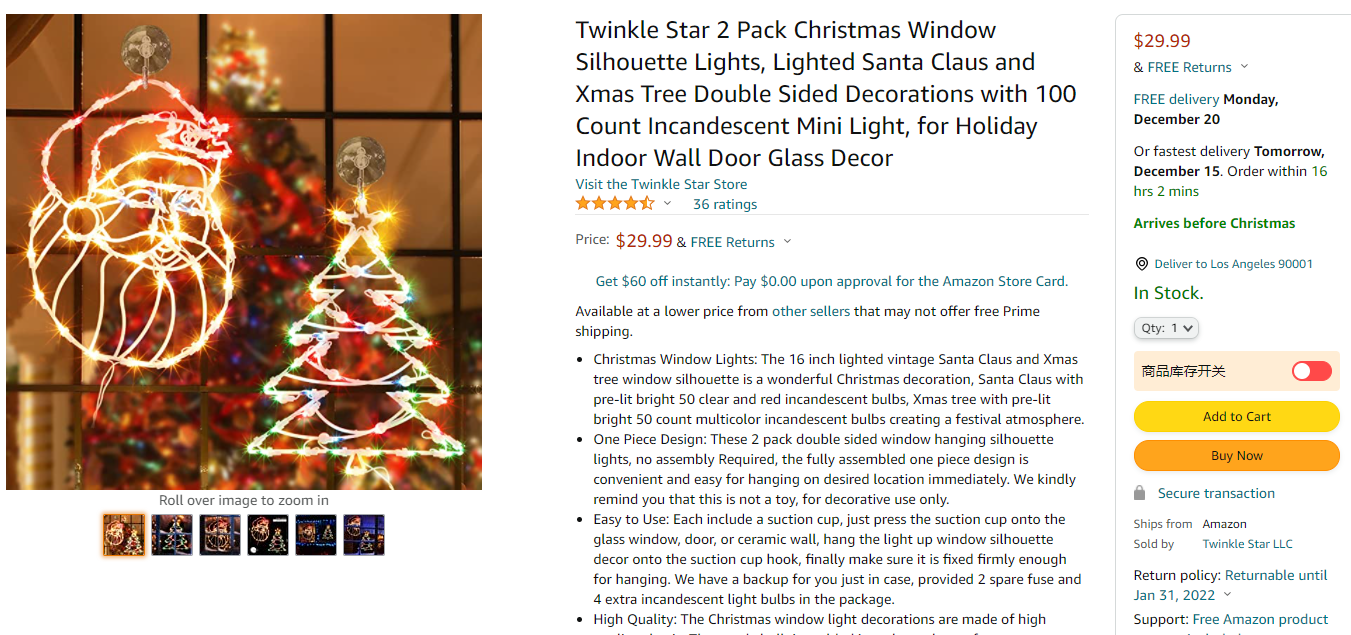 Twinkle Star 2 Pack Christmas Window
Silhouette Lights, Lighted Santa Claus and
Xmas Tree Double Sided Decorations with 100
Count Incandescent Mini Light, for Holiday
Indoor Wall Door Glass Decor
Visit the Twinkle Star Store
36 ratings
Price: $29.99 & FREE Returns
Get $60 off instantly: Pay $0.00 upon approval for the Amazon Store Card.
Available at a lower price from other sellers that may not offer free Prime
shipping.
• Christmas Window Lights: The 16 inch lighted vintage Santa Claus and Xmas
tree window silhouette is a wonderful Christmas decoration, Santa Claus with
pre-lit bright 50 clear and red incandescent bulbs, Xmas tree with pre-lit
bright 50 count multicolor incandescent bulbs creating a festival atmosphere.
• One Piece Design: These 2 pack double sided window hanging silhouette
lights, no assembly Required, the fully assembled one piece design is
convenient and easy for hanging on desired location immediately. We kindly
remind you that this is not a toy, for decorative use only.
• Easy to Use: Each include a suction cup, just press the suction cup onto the
glass window, door, or ceramic wall, hang the light up window silhouette
decor onto the suction cup hook, finally make sure it is fixed firmly enough
for hanging. We have a backup for you just in case, provided 2 spare fuse and
4 extra incandescent light bulbs in the package.
• High Quality: The Christmas window light decorations are made of high
Roll over image to zoom in
$29.99
& FREE Returns
FREE delivery Monday,
December 20
Or fastest delivery Tomorrow,
December 15. Order within 16
hrs 2 mins
Arrives before Christmas
Deliver to Los Angeles 90001
In Stock.
Qty: 1
商品库存开关
Add to Cart
Buy Now
Secure transaction
Ships from Amazon
Sold by Twinkle Star LLC
Return policy: Returnable until
Jan 31, 2022
Support: Free Amazon product